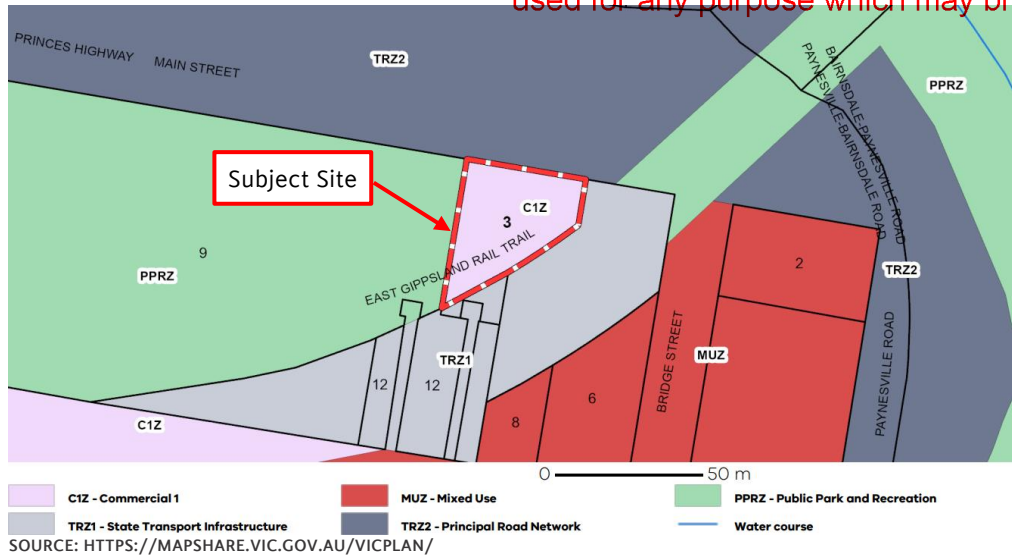 used for any purpose which may br
PRINCES HIGHWAY MAIN STREET
TRZ2
BAIRNSDALE-PAYNESVILLE ROAD
PAYNESVILLE-BAIRNSDALE ROAD
PPRZ
Subject Site
C1Z
3
9
EAST GIPPSLAND RAIL TRAIL
PPRZ
2
TRZ2
TRZ1
MUZ
BRIDGE STREET
PAYNESVILLE ROAD
12
12
6
8
C1Z
0 50 m
C1Z - Commercial 1
MUZ - Mixed Use
PPRZ - Public Park and Recreation
TRZ1 - State Transport Infrastructure
TRZ2 - Principal Road Network
Water course
SOURCE: HTTPS://MAPSHARE.VIC.GOV.AU/VICPLAN/